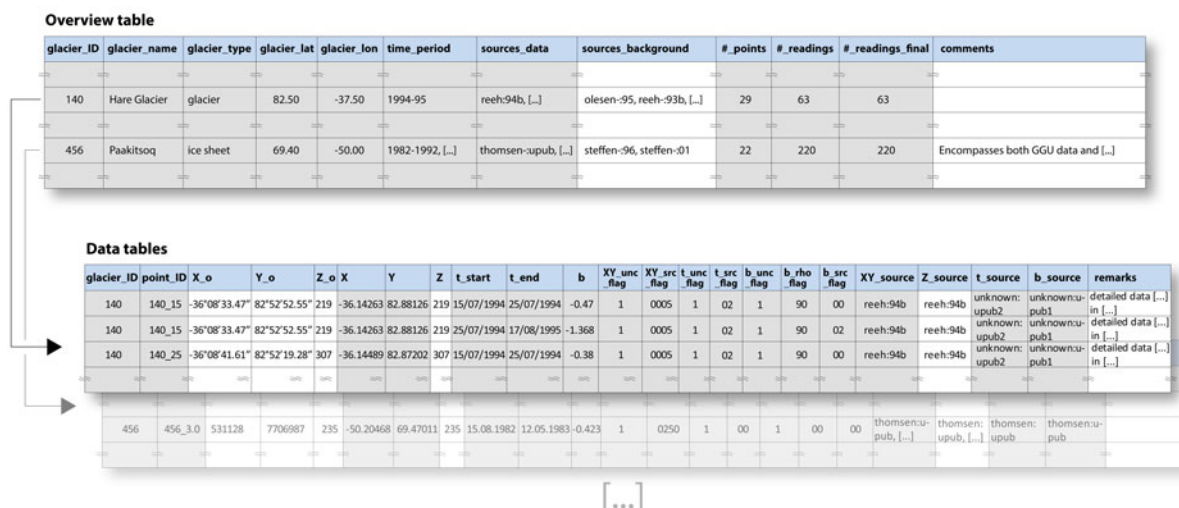 Overview table
glacier_ID glacier_name glacier_type glacier_lat glacier_lon time_period sources_data sources_background #_points #_readings #_readings_final comments
140 Hare Glacier glacier 82.50 -37.50 1994-95 reeh:94b, [...] olesen-:95, reeh-:93b, [...] 29 63 63
456 Paakitsoq ice sheet 69.40 -50.00 1982-1992, [...] thomsen-:upub, [...] steffen-:96, steffen-:01 22 220 220 Encompasses both GGU data and [...]
Data tables
glacier_ID point_ID X_o Y_o Z_o X Y Z t_start t_end b XY_unc_flag XY_src_flag t_unc_flag t_src_flag b_unc_flag b_rho_flag b_src_flag XY_source Z_source t_source b_source remarks
140 140_15 -36°08'33.47" 82°52'52.55" 219 -36.14263 82.88126 219 15/07/1994 25/07/1994 -0.47 1 0005 1 02 1 90 00 reeh:94b reeh:94b unknown:upub2 unknown:u-pub1 detailed data [...] in [...]
140 140_15 -36°08'33.47" 82°52'52.55" 219 -36.14263 82.88126 219 25/07/1994 17/08/1995 -1.368 1 0005 1 02 1 90 02 reeh:94b reeh:94b unknown:upub2 unknown:u-pub1 detailed data [...] in [...]
140 140_25 -36°08'41.61" 82°52'19.28" 307 -36.14489 82.87202 307 15/07/1994 25/07/1994 -0.38 1 0005 1 02 1 90 00 reeh:94b reeh:94b unknown:upub2 unknown:u-pub1 detailed data [...] in [...]
456 456_3.0 531128 7706987 235 -50.20468 69.47011 235 15.08.1982 12.05.1983 -0.423 1 0250 1 00 1 00 00 thomsen:u-pub, [...] thomsen:upub, [...] thomsen:upub thomsen:u-pub
[...]